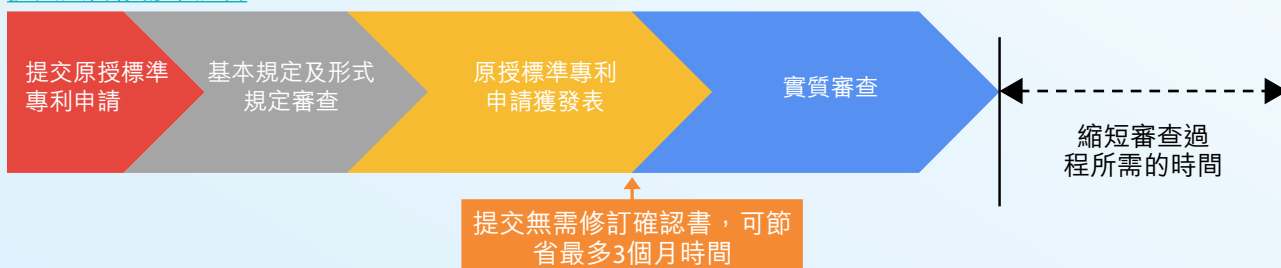 提交原授標準
專利申請
基本規定及形式
規定審查
原授標準專利
申請獲發表
實質審查
縮短審查過
程所需的時間
提交無需修訂確認書，可節
省最多3個月時間